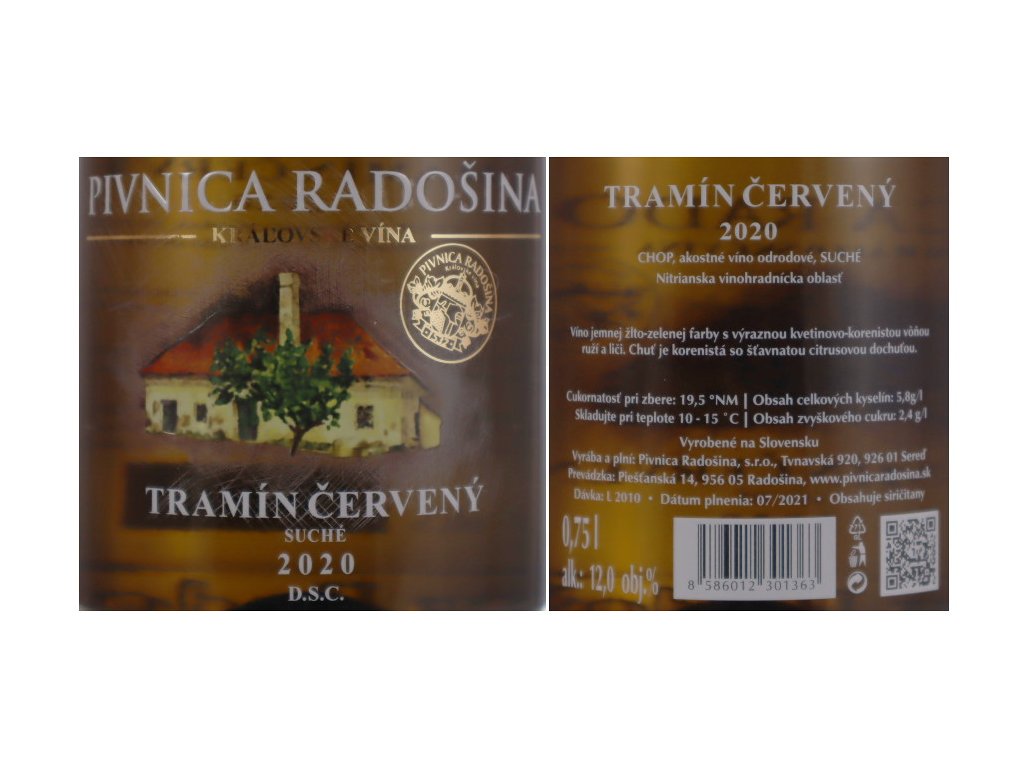 PIVNICA RADOŠINA
KRÁĽOVSKÉ VÍNA
PIVNICA RADOŠINA
Kráľovské vína
TRAMÍN ČERVENÝ
SUCHÉ
2020
D.S.C.
TRAMÍN ČERVENÝ
2020
CHOP, akostné víno odrodové, SUCHÉ
Nitrianska vinohradnícka oblasť
Víno jemnej žlto-zelenej farby s výraznou kvetinovo-korenistou vôňou
ruží a liči. Chuť je korenistá so šťavnatou citrusovou dochuťou.
Cukornatosť pri zbere: 19,5 °NM | Obsah celkových kyselín: 5,8g/l
Skladujte pri teplote 10 - 15 °C | Obsah zvyškového cukru: 2,4 g/l
Vyrobené na Slovensku
Vyrába a plní: Pivnica Radošina, s.r.o., Tvnavská 920, 926 01 Sereď
Prevádzka: Piešťanská 14, 956 05 Radošina, www.pivnicaradosina.sk
Dávka: L 2010 • Dátum plnenia: 07/2021 • Obsahuje siričitany
0,75 l
alk.: 12,0 obj.%
8 586012 301363